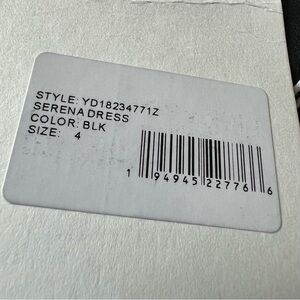 STYLE: YD18234771Z
SERENA DRESS
COLOR: BLK
SIZE: 4
1 94945 22776 6